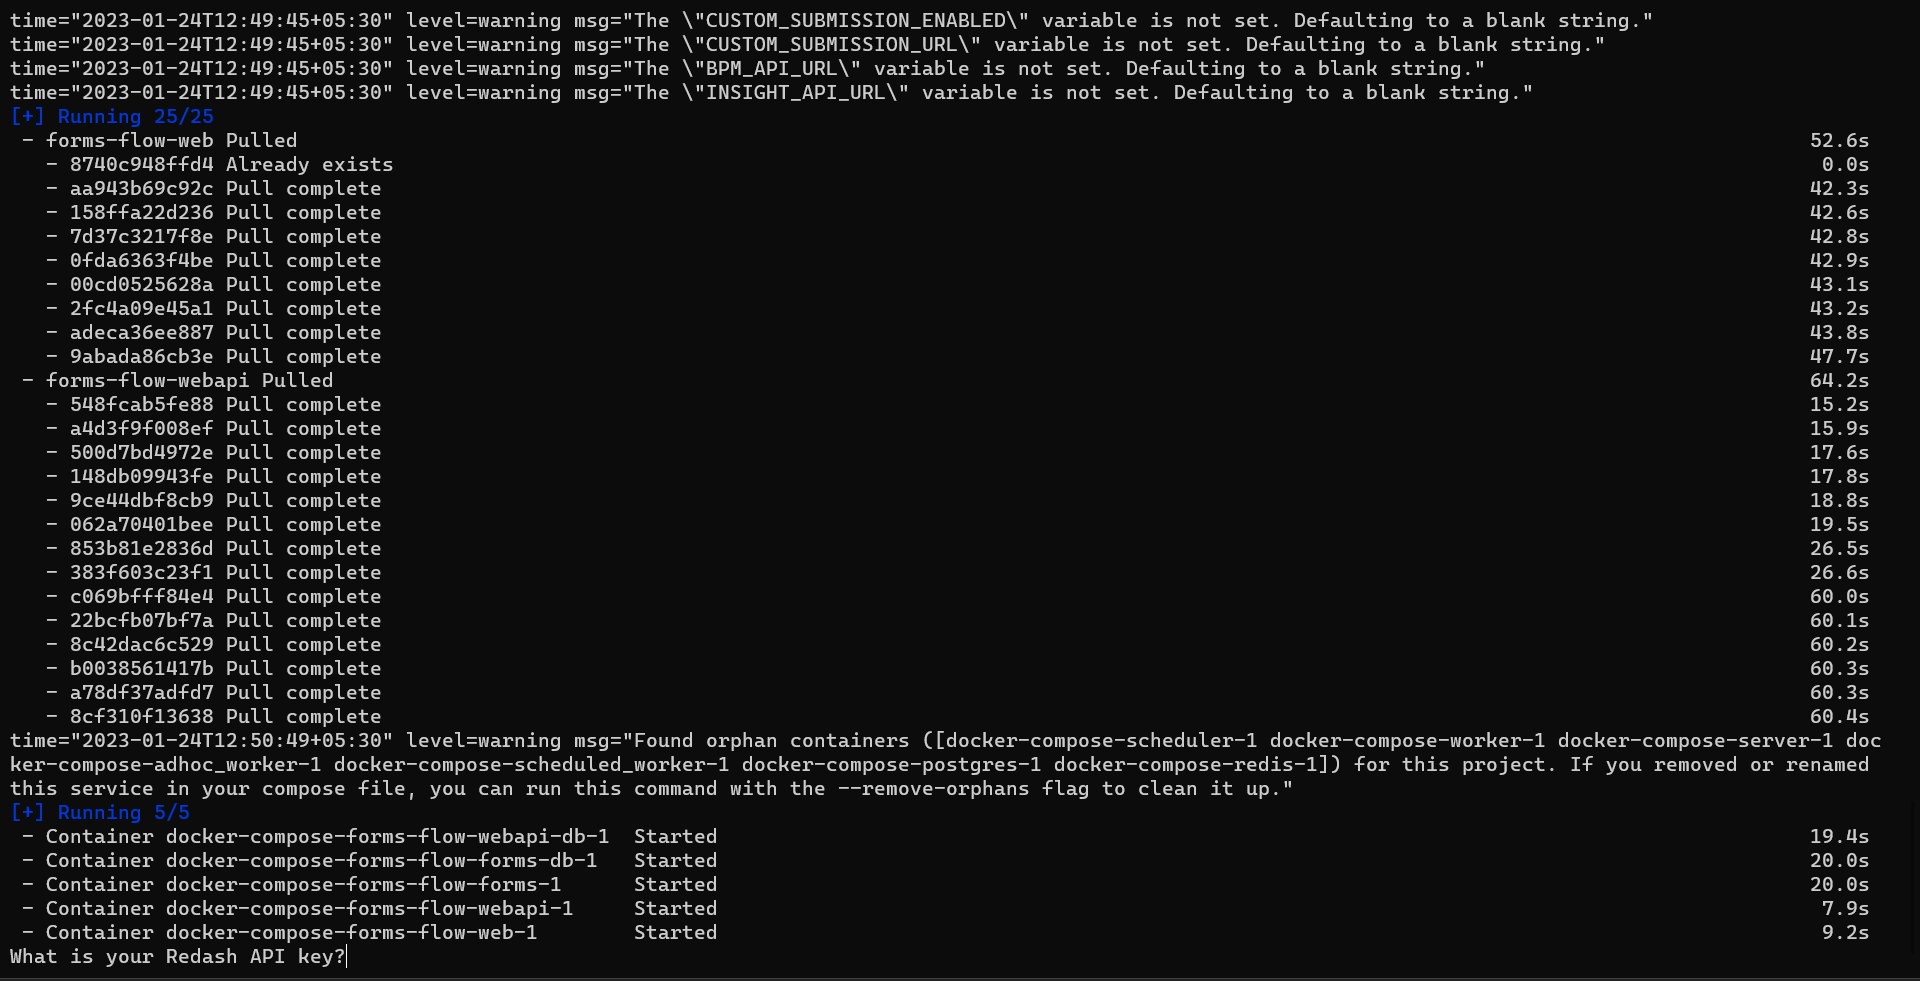 time="2023-01-24T12:49:45+05:30" level=warning msg="The \"CUSTOM_SUBMISSION_ENABLED\" variable is not set. Defaulting to a blank string."
time="2023-01-24T12:49:45+05:30" level=warning msg="The \"CUSTOM_SUBMISSION_URL\" variable is not set. Defaulting to a blank string."
time="2023-01-24T12:49:45+05:30" level=warning msg="The \"BPM_API_URL\" variable is not set. Defaulting to a blank string."
time="2023-01-24T12:49:45+05:30" level=warning msg="The \"INSIGHT_API_URL\" variable is not set. Defaulting to a blank string."
[+] Running 25/25
 - forms-flow-web Pulled 52.6s
   - 8740c948ffd4 Already exists 0.0s
   - aa943b69c92c Pull complete 42.3s
   - 158ffa22d236 Pull complete 42.6s
   - 7d37c3217f8e Pull complete 42.8s
   - 0fda6363f4be Pull complete 42.9s
   - 00cd0525628a Pull complete 43.1s
   - 2fc4a09e45a1 Pull complete 43.2s
   - adeca36ee887 Pull complete 43.8s
   - 9abada86cb3e Pull complete 47.7s
 - forms-flow-webapi Pulled 64.2s
   - 548fcab5fe88 Pull complete 15.2s
   - a4d3f9f008ef Pull complete 15.9s
   - 500d7bd4972e Pull complete 17.6s
   - 148db09943fe Pull complete 17.8s
   - 9ce44dbf8cb9 Pull complete 18.8s
   - 062a70401bee Pull complete 19.5s
   - 853b81e2836d Pull complete 26.5s
   - 383f603c23f1 Pull complete 26.6s
   - c069bfff84e4 Pull complete 60.0s
   - 22bcfb07bf7a Pull complete 60.1s
   - 8c42dac6c529 Pull complete 60.2s
   - b0038561417b Pull complete 60.3s
   - a78df37adfd7 Pull complete 60.3s
   - 8cf310f13638 Pull complete 60.4s
time="2023-01-24T12:50:49+05:30" level=warning msg="Found orphan containers ([docker-compose-scheduler-1 docker-compose-worker-1 docker-compose-server-1 doc
ker-compose-adhoc_worker-1 docker-compose-scheduled_worker-1 docker-compose-postgres-1 docker-compose-redis-1]) for this project. If you removed or renamed
this service in your compose file, you can run this command with the --remove-orphans flag to clean it up."
[+] Running 5/5
 - Container docker-compose-forms-flow-webapi-db-1  Started 19.4s
 - Container docker-compose-forms-flow-forms-db-1   Started 20.0s
 - Container docker-compose-forms-flow-forms-1      Started 20.0s
 - Container docker-compose-forms-flow-webapi-1     Started 7.9s
 - Container docker-compose-forms-flow-web-1        Started 9.2s
What is your Redash API key?